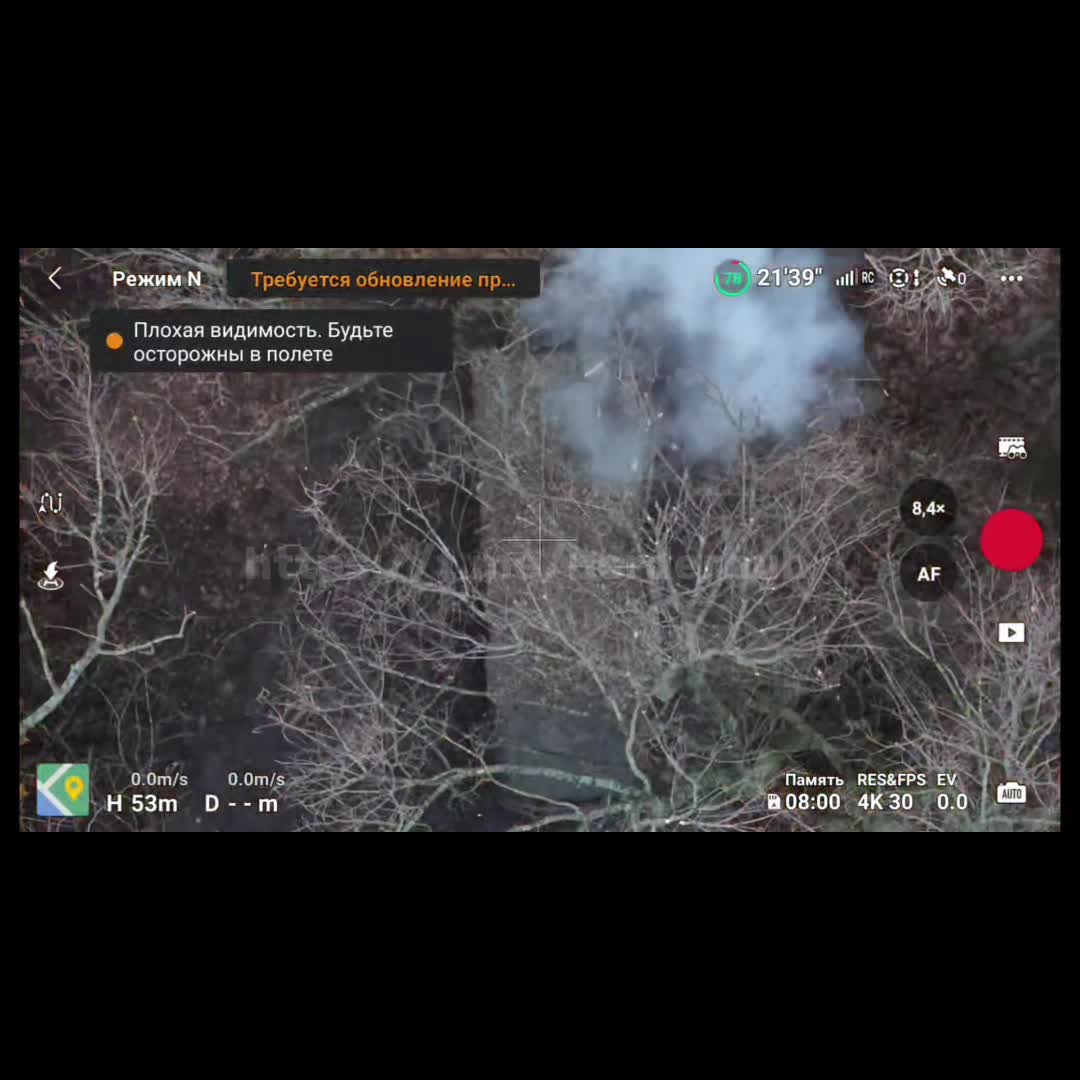 Режим N
Требуется обновление пр...
78
21'39"
RC
0
Плохая видимость. Будьте
осторожны в полете
8,4×
AF
0.0m/s 0.0m/s
H 53m D - - m
Память RES&FPS EV
08:00 4K 30 0.0
AUTO